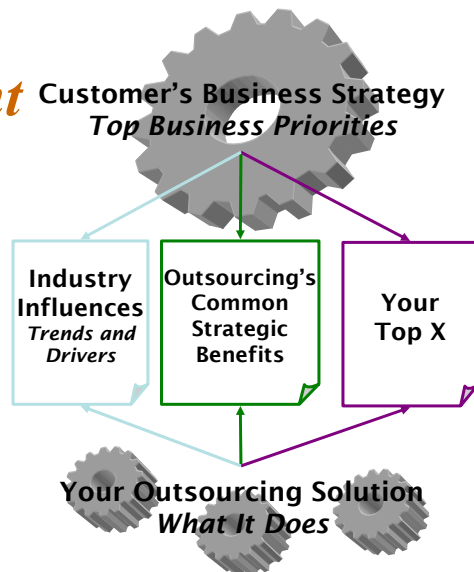 nt
Customer's Business Strategy
Top Business Priorities
Industry
Influences
Trends and
Drivers
Outsourcing's
Common
Strategic
Benefits
Your
Top X
Your Outsourcing Solution
What It Does